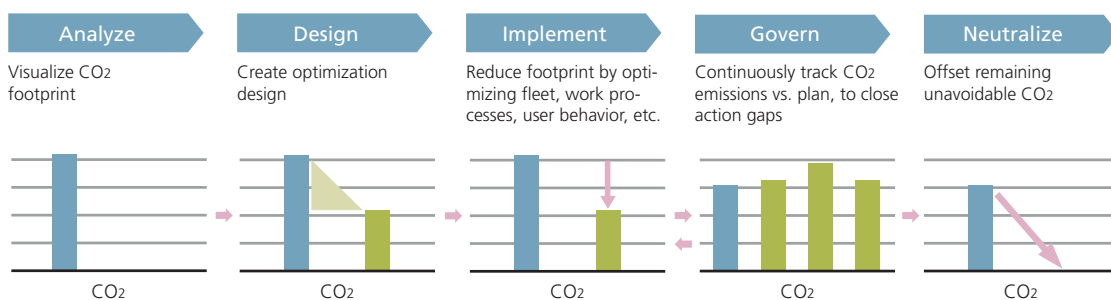 Analyze
Visualize CO2
footprint
Design
Create optimization
design
Implement
Reduce footprint by opti-
mizing fleet, work pro-
cesses, user behavior, etc.
Govern
Continuously track CO2
emissions vs. plan, to close
action gaps
Neutralize
Offset remaining
unavoidable CO2
CO2
CO2
CO2
CO2
CO2